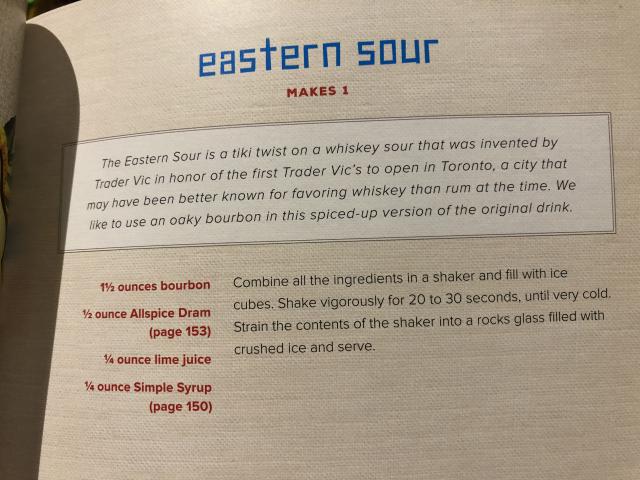 eastern sour
MAKES 1
The Eastern Sour is a tiki twist on a whiskey sour that was invented by
Trader Vic in honor of the first Trader Vic's to open in Toronto, a city that
may have been better known for favoring whiskey than rum at the time. We
like to use an oaky bourbon in this spiced-up version of the original drink.
1½ ounces bourbon
½ ounce Allspice Dram
(page 153)
¼ ounce lime juice
¼ ounce Simple Syrup
(page 150)
Combine all the ingredients in a shaker and fill with ice
cubes. Shake vigorously for 20 to 30 seconds, until very cold.
Strain the contents of the shaker into a rocks glass filled with
crushed ice and serve.